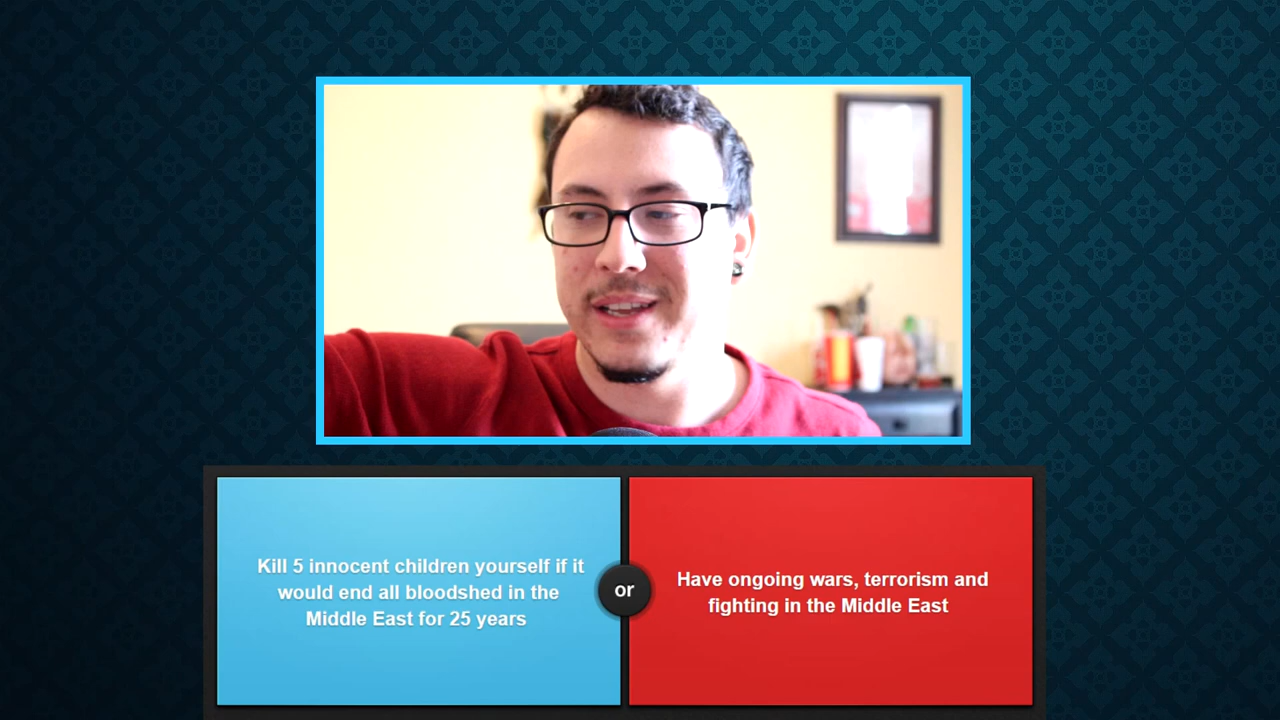 Kill 5 innocent children yourself if it
would end all bloodshed in the
Middle East for 25 years
or
Have ongoing wars, terrorism and
fighting in the Middle East